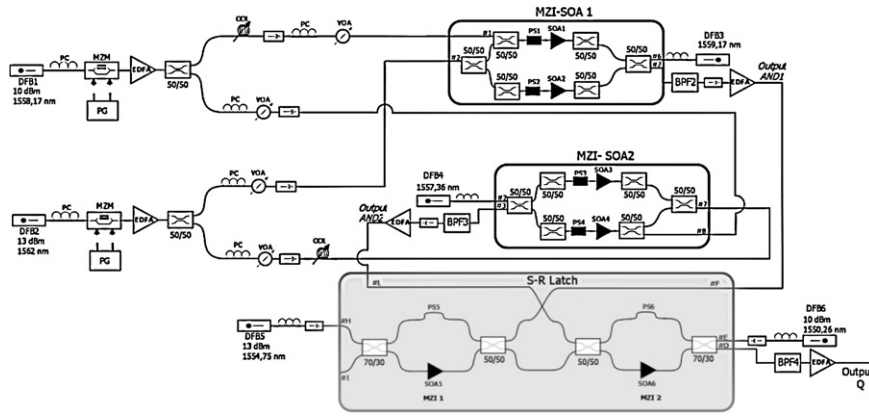 MZI-SOA 1
ODL
PC
VOA
#1
50/50
PS1
SOA1
50/50
50/50
DFB3
1559,17 nm
Output
AND1
PC
MZM
EDFA
#2
50/50
50/50
PS2
SOA2
50/50
#6
BPF2
EDFA
DFB1
10 dBm
1558,17 nm
PG
50/50
PC
VOA
MZI- SOA2
DFB4
1557,36 nm
PC
VOA
50/50
PS3
SOA3
50/50
50/50
50/50
#7
PC
MZM
EDFA
Output
AND2
EDFA
BPF3
PS4
SOA4
#8
50/50
50/50
DFB2
13 dBm
1562 nm
PG
50/50
PC
VOA
ODL
S-R Latch
#L
#F
#H
PS5
PS6
DFB6
10 dBm
1550,26 nm
DFB5
13 dBm
1554,75 nm
#E
#D
#I
70/30
SOA5
50/50
50/50
SOA6
70/30
BPF4
EDFA
Output
Q
MZI 1
MZI 2